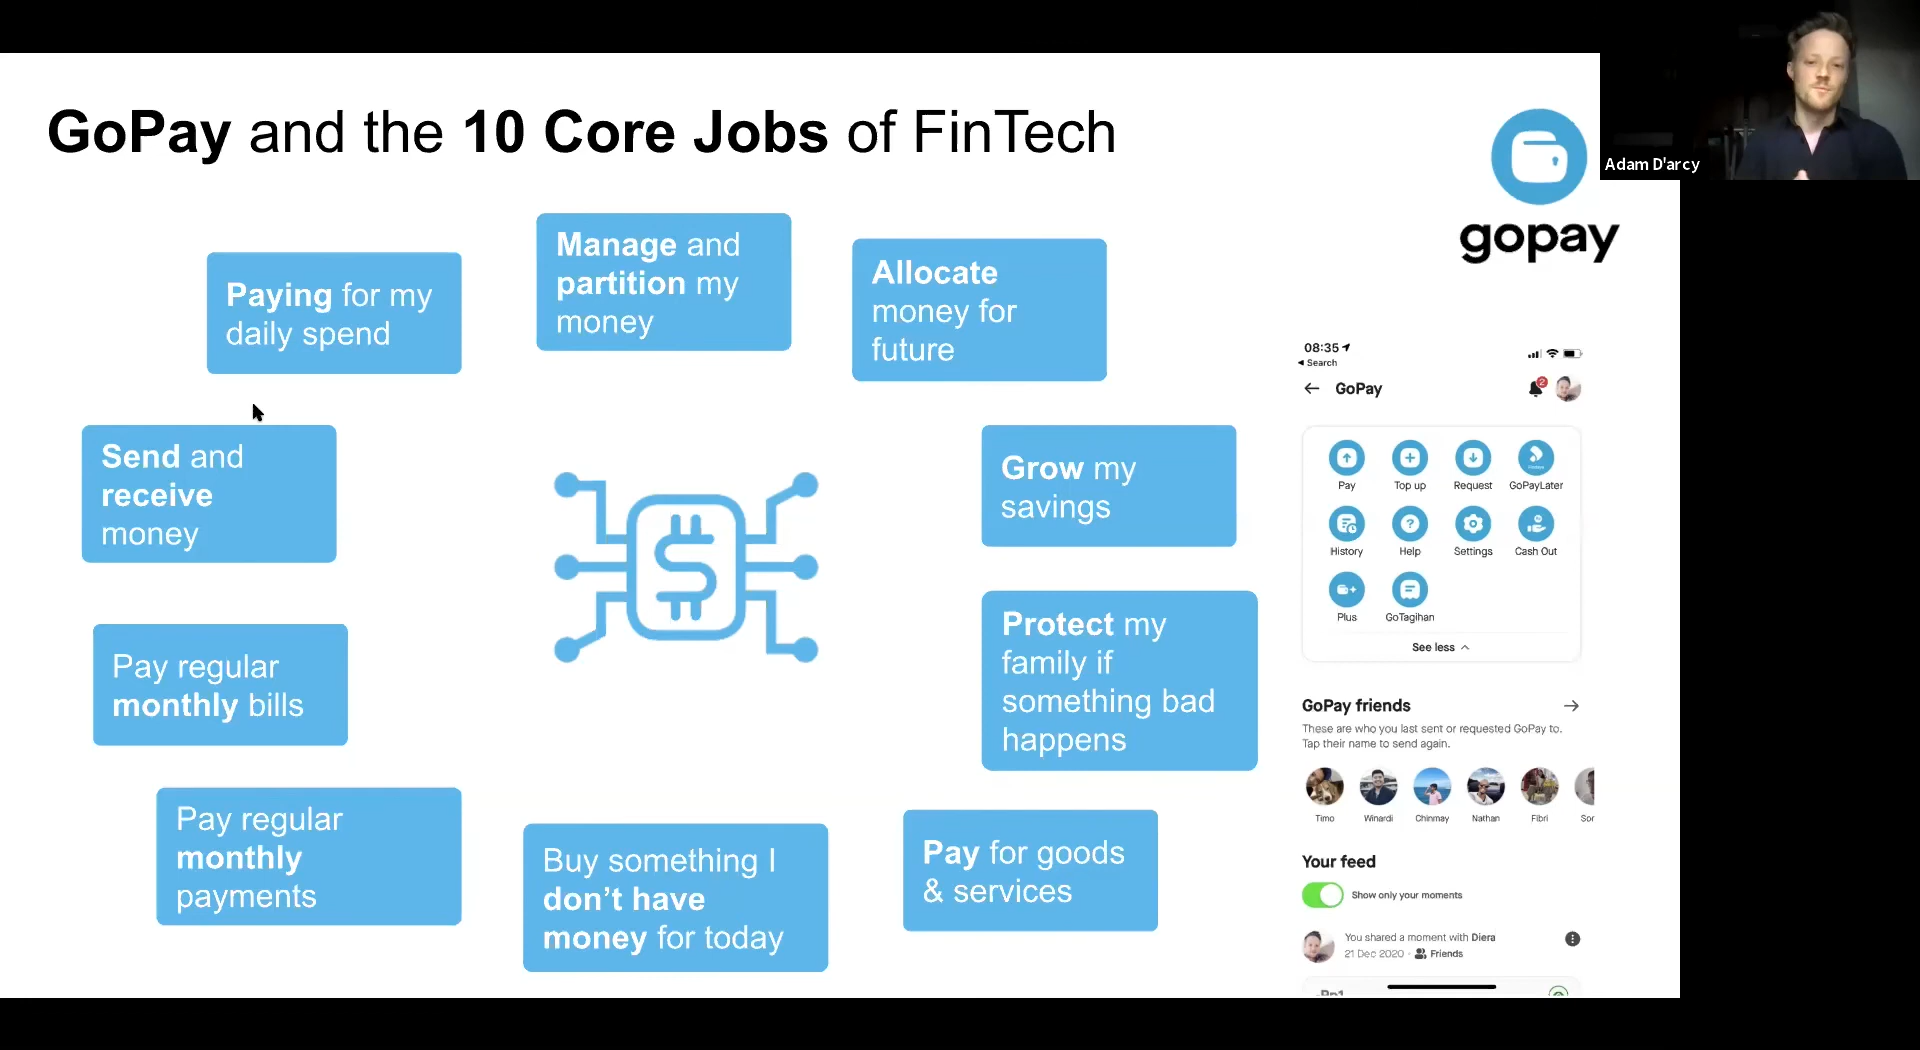 GoPay and the 10 Core Jobs of FinTech
Adam D'arcy
gopay
Paying for my
daily spend
Manage and
partition my
money
Allocate
money for
future
Send and
receive
money
Grow my
savings
Pay regular
monthly bills
Protect my
family if
something bad
happens
Pay regular
monthly
payments
Buy something I
don’t have
money for today
Pay for goods
& services
08:35
Search
GoPay
2
Pay Top up Request GoPayLater
History Help Settings Cash Out
Plus GoTagihan
See less
GoPay friends
These are who you last sent or requested GoPay to.
Tap their name to send again.
Timo Winardi Chinmay Nathan Fibri Sor
Your feed
Show only your moments
You shared a moment with Diera
21 Dec 2020 · Friends